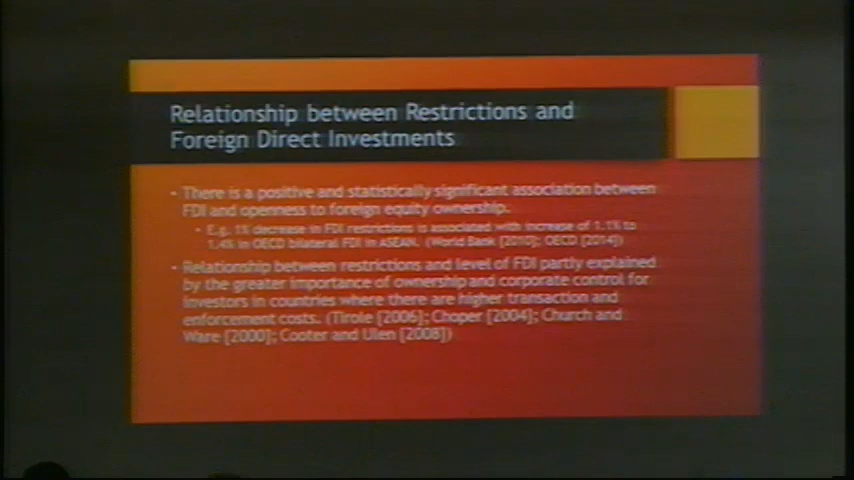 Relationship between Restrictions and
Foreign Direct Investments
• There is a positive and statistically significant association between
FDI and openness to foreign equity ownership.
• E.g. 1% decrease in FDI restrictions is associated with increase of 1.1% to
1.4% in OECD bilateral FDI in ASEAN. (World Bank [2010]; OECD [2014])
• Relationship between restrictions and level of FDI partly explained
by the greater importance of ownership and corporate control for
investors in countries where there are higher transaction and
enforcement costs. (Tirole [2006]; Choper [2004]; Church and
Ware [2000]; Cooter and Ulen [2008])